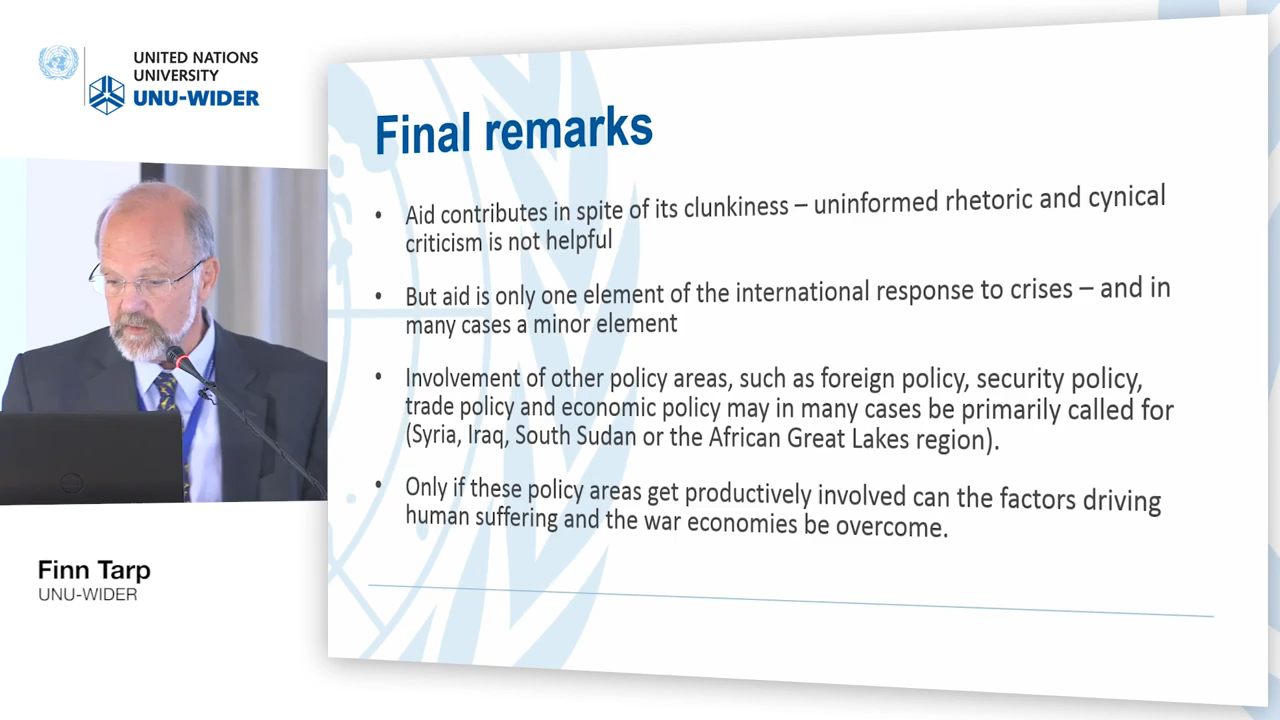 UNITED NATIONS
UNIVERSITY
UNU-WIDER
Final remarks
• Aid contributes in spite of its clunkiness – uninformed rhetoric and cynical
criticism is not helpful
• But aid is only one element of the international response to crises – and in
many cases a minor element
• Involvement of other policy areas, such as foreign policy, security policy,
trade policy and economic policy may in many cases be primarily called for
(Syria, Iraq, South Sudan or the African Great Lakes region).
• Only if these policy areas get productively involved can the factors driving
human suffering and the war economies be overcome.
Finn Tarp
UNU-WIDER